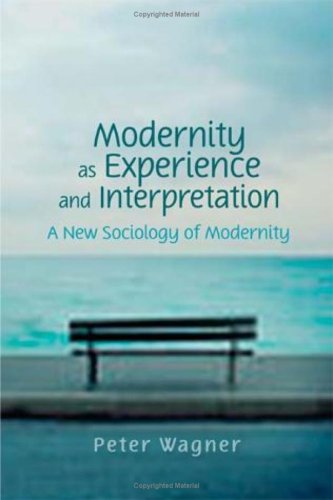 Copyrighted Material
Modernity
as Experience
and Interpretation
A New Sociology of Modernity
Peter Wagner
Copyrighted Material